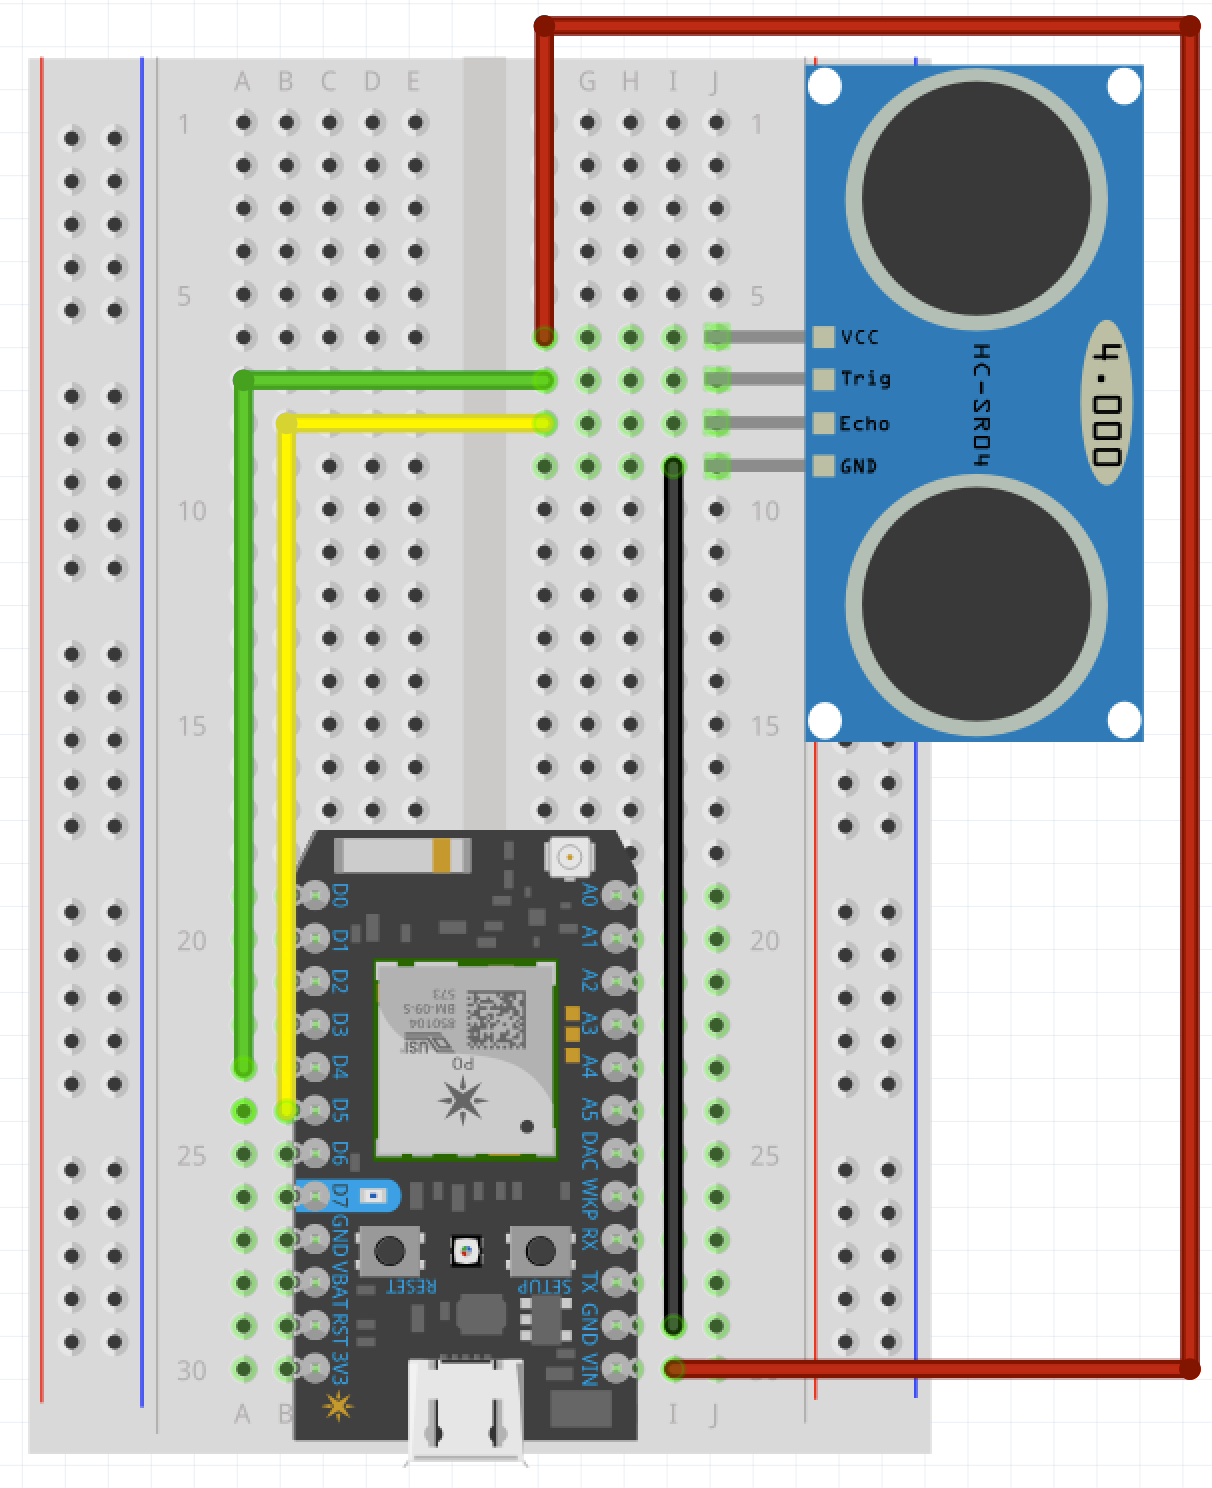 A B C D E G H I J
1 1
5 5
VCC
Trig
Echo
GND
HC-SR04
4.000
10 10
15 15
D0 A0
D1 A1
20 20
D2 A2
D3 A3
D4 A4
D5 A5
D6 DAC
D7 WKP
GND RX
VBAT TX
RST GND
3V3 VIN
573
BM-09-S
850104
USI
P0
25 25
RESET SETUP
30
A B I J